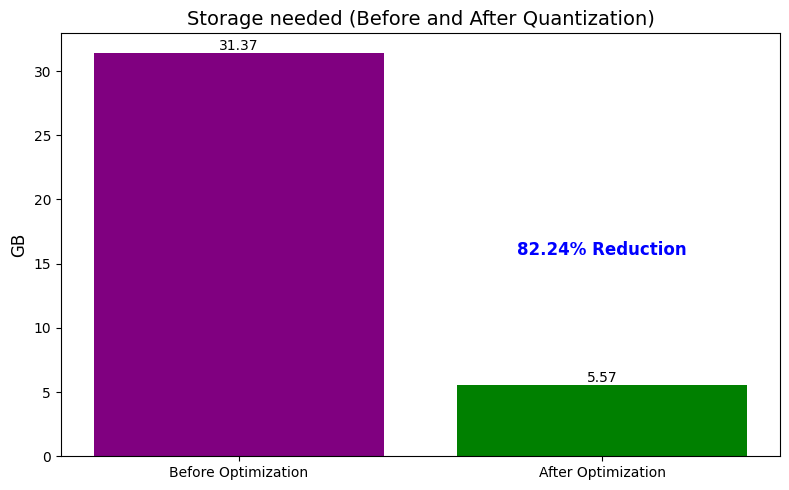 Storage needed (Before and After Quantization)
31.37
30
25
20
82.24% Reduction
GB
15
10
5.57
5
0
Before Optimization
After Optimization